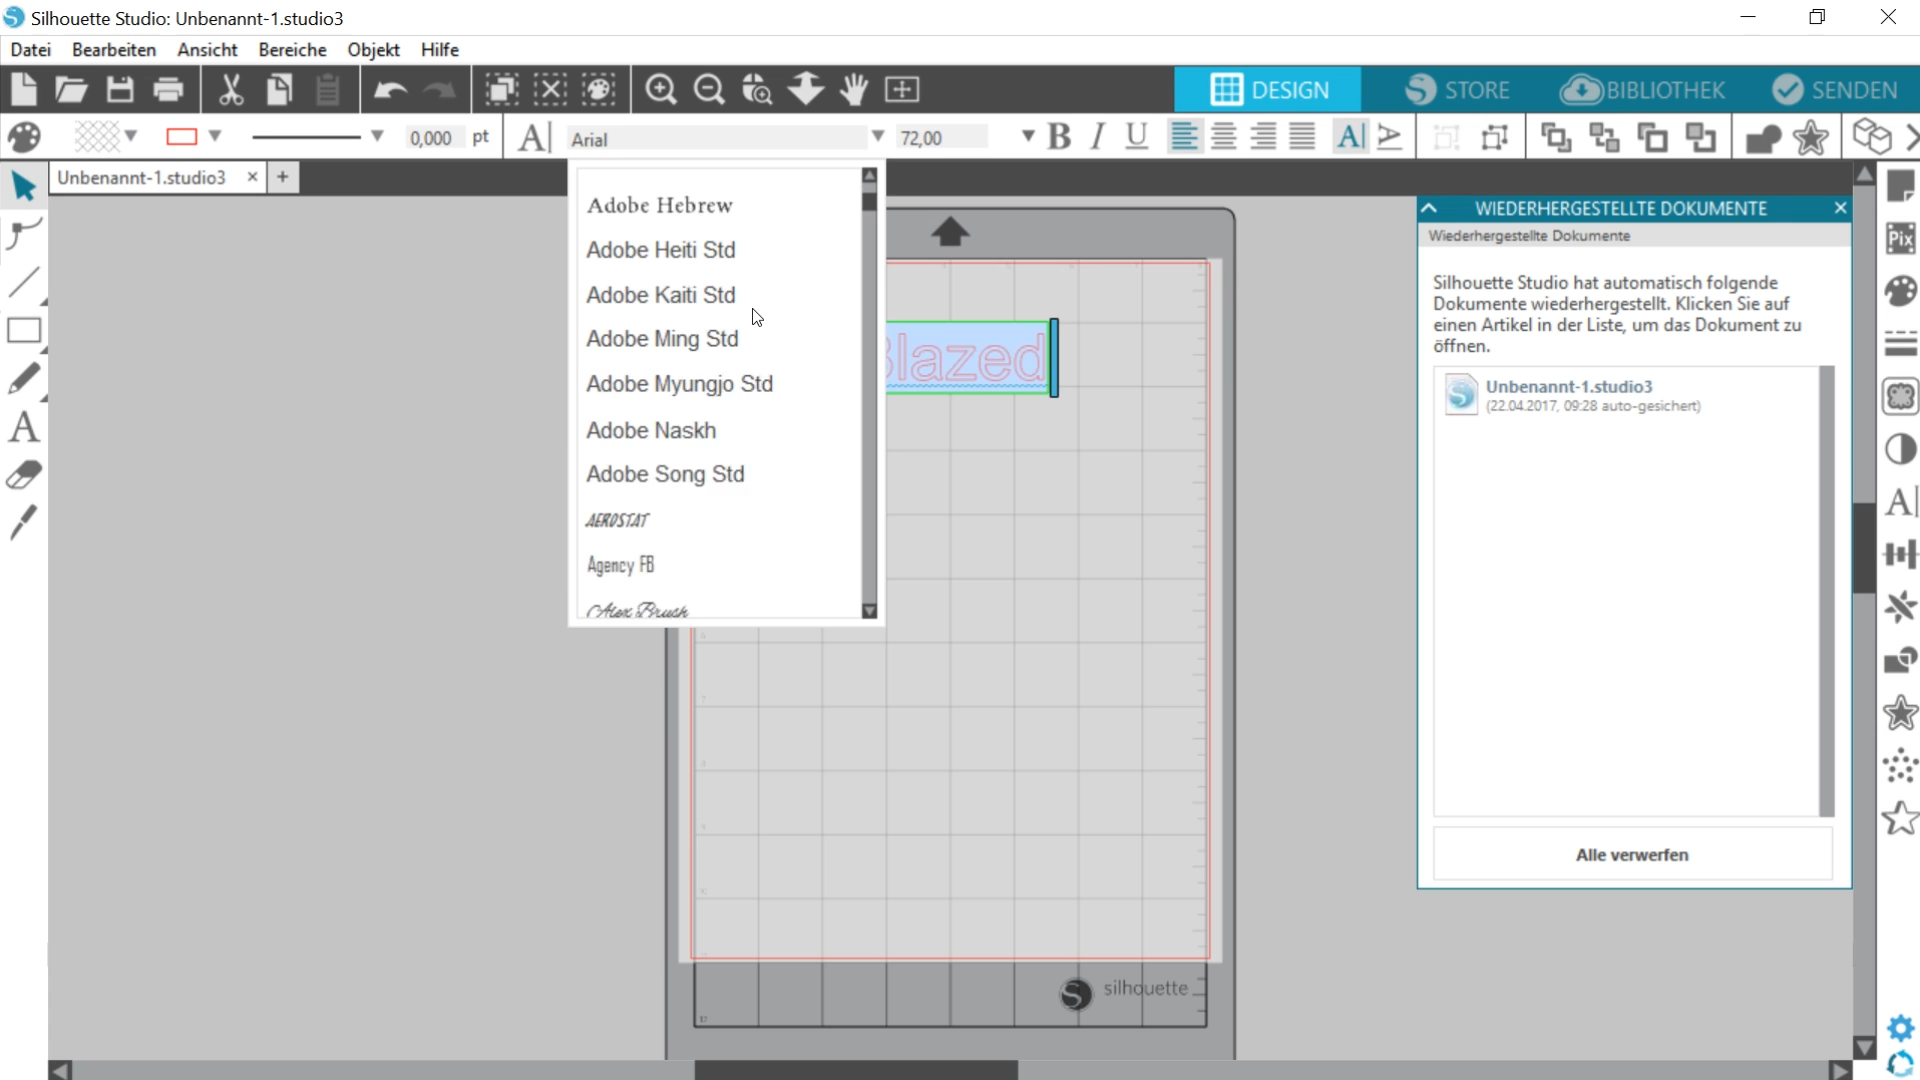 Silhouette Studio: Unbenannt-1.studio3
Datei Bearbeiten Ansicht Bereiche Objekt Hilfe
DESIGN STORE BIBLIOTHEK SENDEN
0,000 pt A Arial 72,00 B I U A A
Unbenannt-1.studio3 × +
Adobe Hebrew
Adobe Heiti Std
Adobe Kaiti Std
Adobe Ming Std
Adobe Myungjo Std
Adobe Naskh
Adobe Song Std
AEROSTAT
Agency FB
Alex Brush
Blazed
silhouette
WIEDERHERGESTELLTE DOKUMENTE
Wiederhergestellte Dokumente
Silhouette Studio hat automatisch folgende
Dokumente wiederhergestellt. Klicken Sie auf
einen Artikel in der Liste, um das Dokument zu
öffnen.
Unbenannt-1.studio3
(22.04.2017, 09:28 auto-gesichert)
Alle verwerfen
Pix
A
A